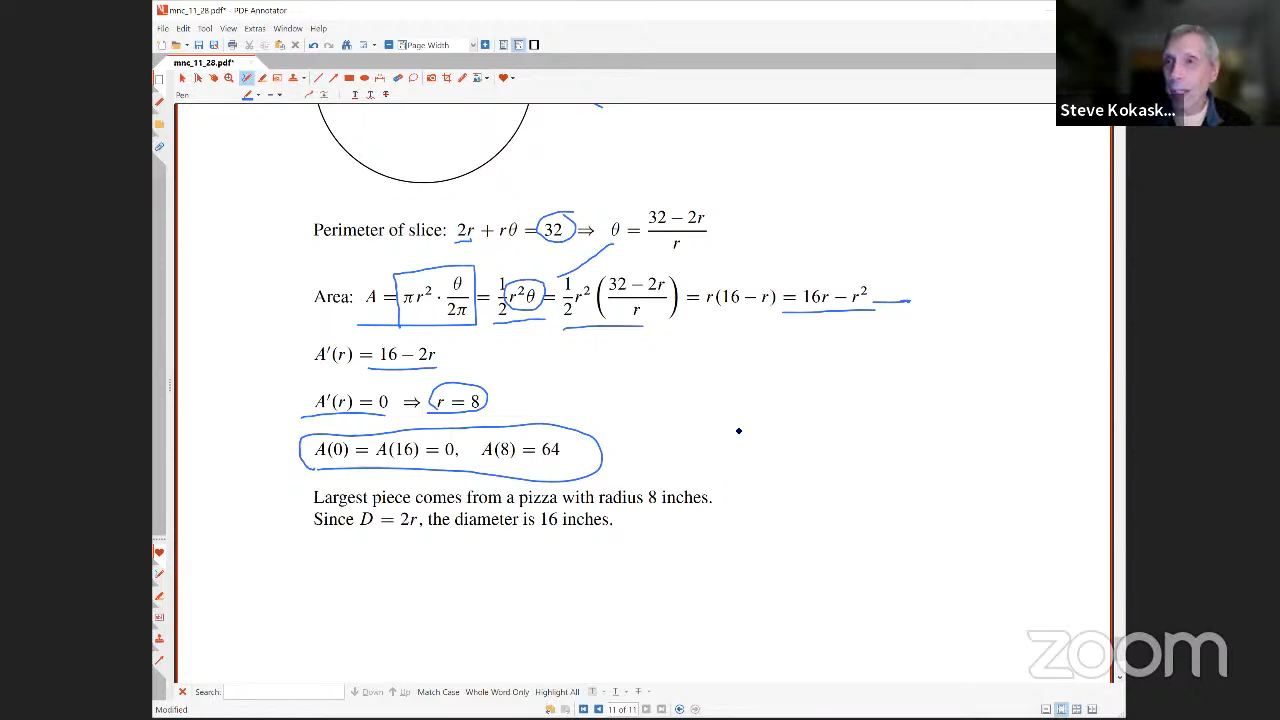 mnc_11_28.pdf* — PDF Annotator
File Edit Tool View Extras Window Help
Page Width
mnc_11_28.pdf*
Pen
Steve Kokask...
Perimeter of slice: 2r + rθ = 32 ⇒ θ = (32 − 2r)/r
Area: A = πr² · θ/2π = 1/2 r²θ = 1/2 r² ((32 − 2r)/r) = r(16 − r) = 16r − r²
A′(r) = 16 − 2r
A′(r) = 0 ⇒ r = 8
A(0) = A(16) = 0, A(8) = 64
Largest piece comes from a pizza with radius 8 inches.
Since D = 2r, the diameter is 16 inches.
zoom
Search: Down Up Match Case Whole Word Only Highlight All
Modified 11 of 11